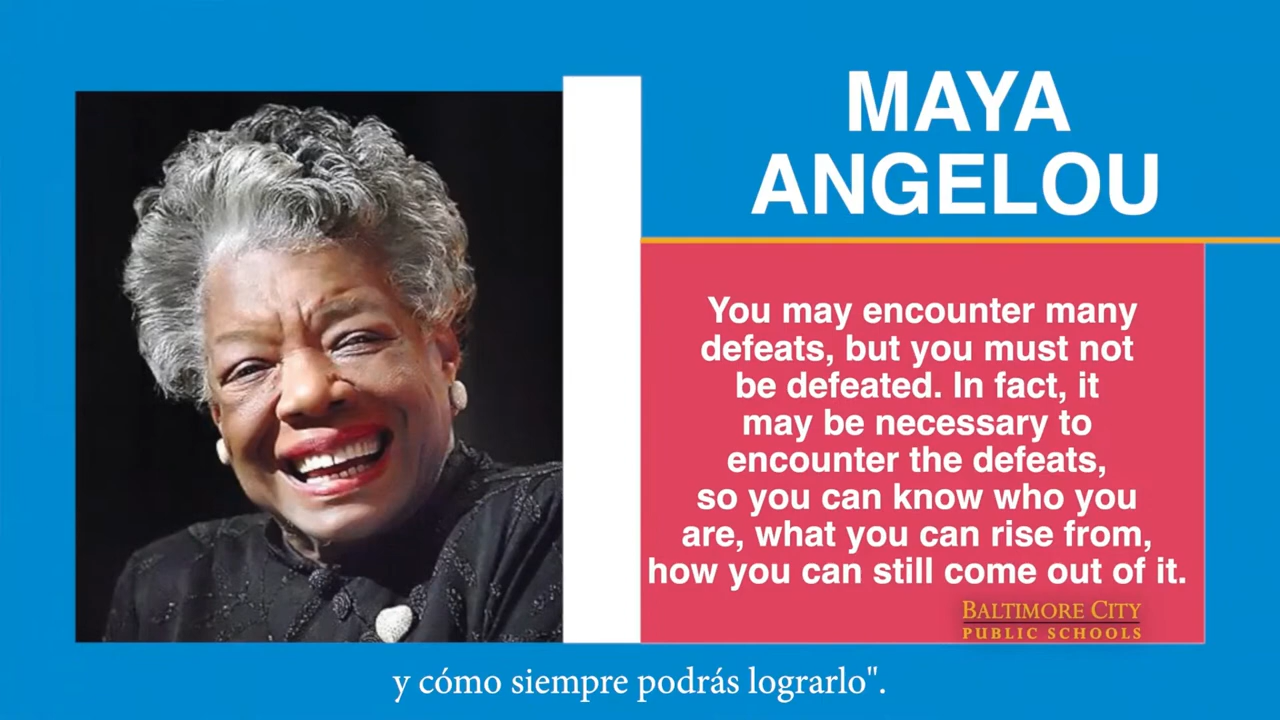 MAYA
ANGELOU
You may encounter many
defeats, but you must not
be defeated. In fact, it
may be necessary to
encounter the defeats,
so you can know who you
are, what you can rise from,
how you can still come out of it.
BALTIMORE CITY
PUBLIC SCHOOLS
y cómo siempre podrás lograrlo".